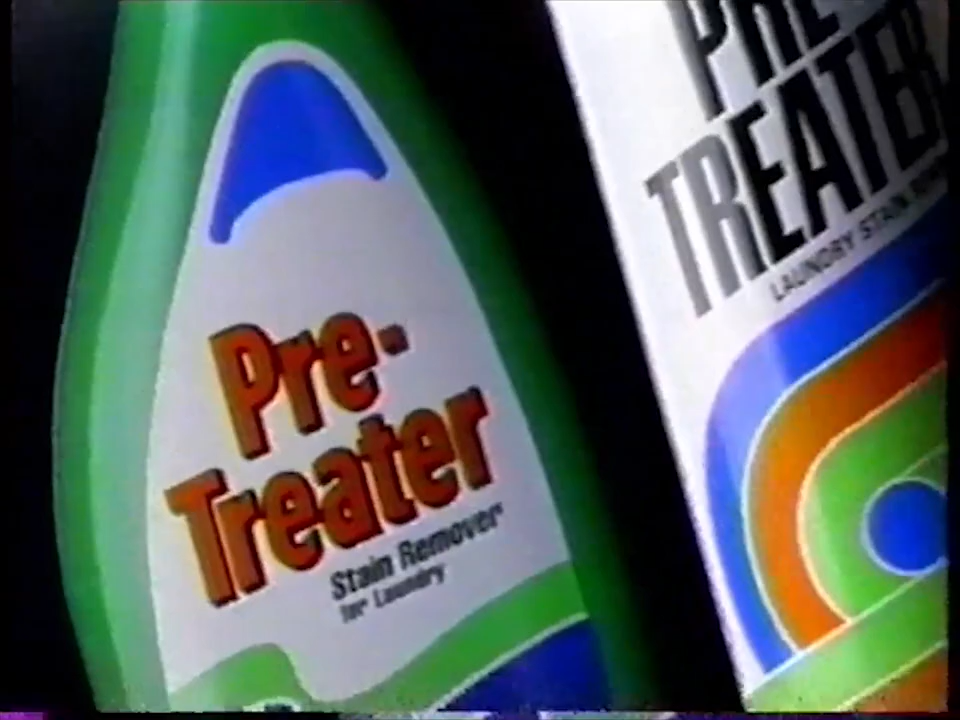 Pre-
Treater
Stain Remover
for Laundry
PRE-
TREATER
LAUNDRY STAIN